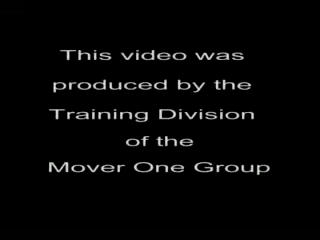 This video was
produced by the
Training Division
of the
Mover One Group